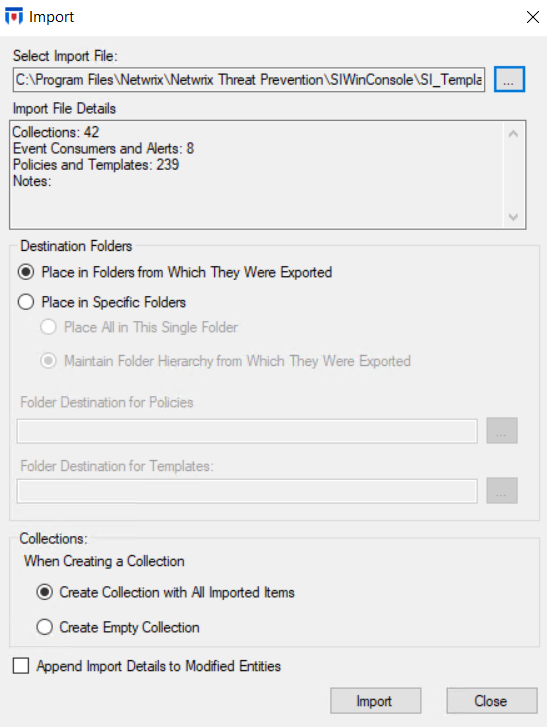 Import
Select Import File:
C:\Program Files\Netwrix\Netwrix Threat Prevention\SIWinConsole\SI_Templa
...
Import File Details
Collections: 42
Event Consumers and Alerts: 8
Policies and Templates: 239
Notes:
Destination Folders
Place in Folders from Which They Were Exported
Place in Specific Folders
Place All in This Single Folder
Maintain Folder Hierarchy from Which They Were Exported
Folder Destination for Policies
...
Folder Destination for Templates:
...
Collections:
When Creating a Collection
Create Collection with All Imported Items
Create Empty Collection
Append Import Details to Modified Entities
Import
Close